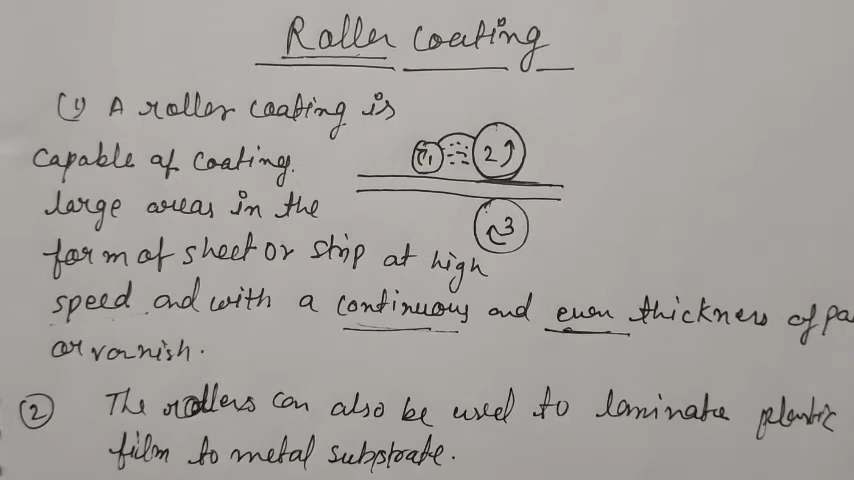 Roller coating
(1) A roller coating is
capable of coating.
large areas in the
form of sheet or strip at high
speed and with a continuous and even thickness of pa
or varnish.
1 2 3
② The rollers can also be used to laminate plastic
film to metal substrate.